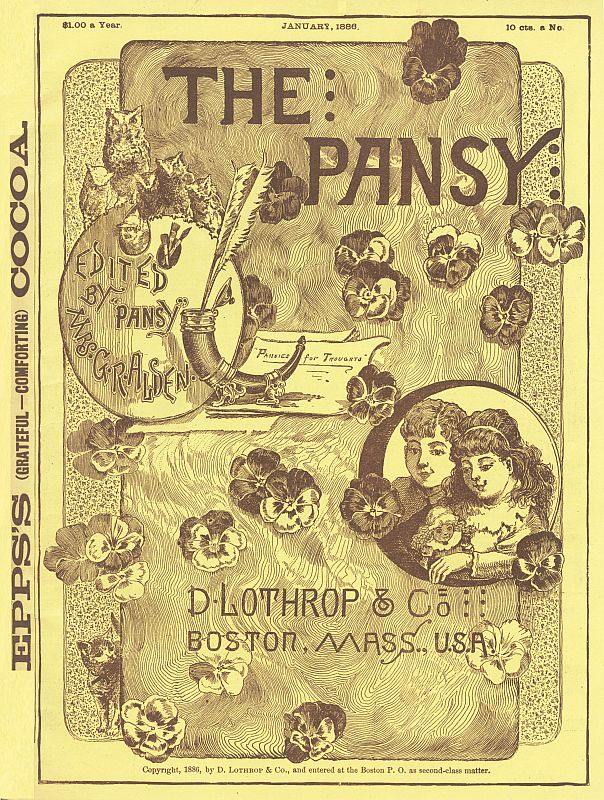 $1.00 a Year.
JANUARY, 1886.
10 cts. a No.
THE
PANSY
EDITED
BY "PANSY"
Mrs G.R. ALDEN.
PANSIES for THOUGHTS
D. LOTHROP & Co
BOSTON, MASS., U.S.A.
Copyright, 1886, by D. LOTHROP & Co., and entered at the Boston P. O. as second-class matter.
EPPS'S (GRATEFUL—COMFORTING) COCOA